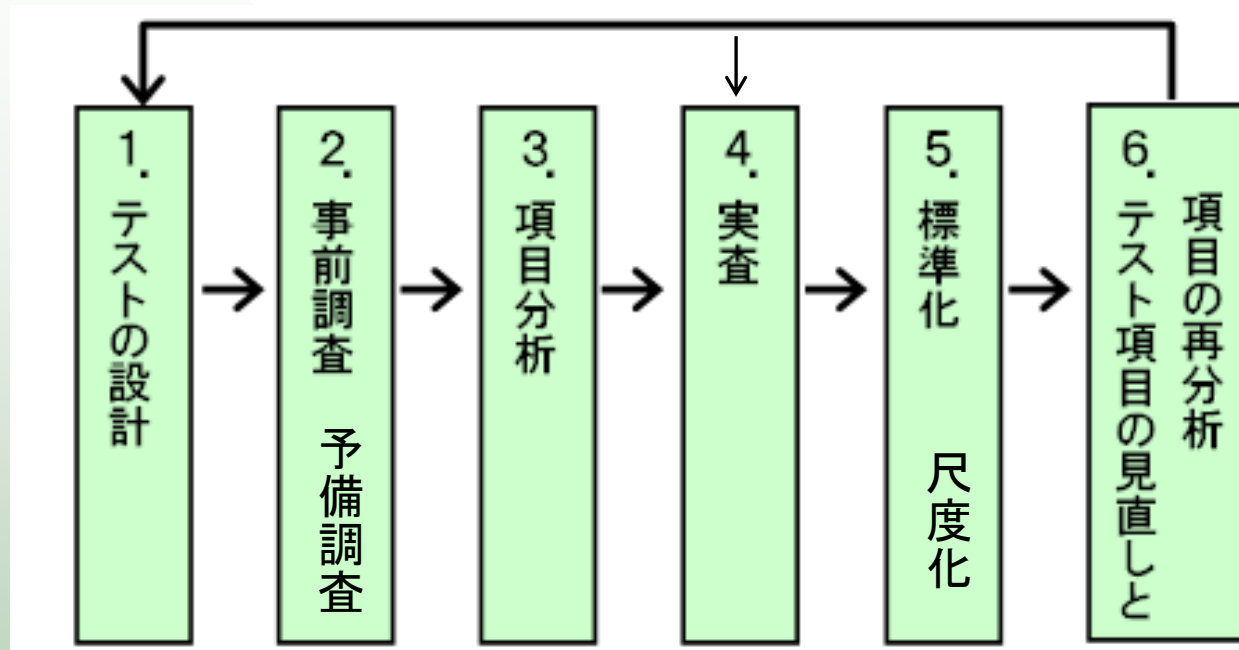 1. テストの設計
2. 事前調査 予備調査
3. 項目分析
4. 実査
5. 標準化 尺度化
6. テスト項目の見直しと
項目の再分析